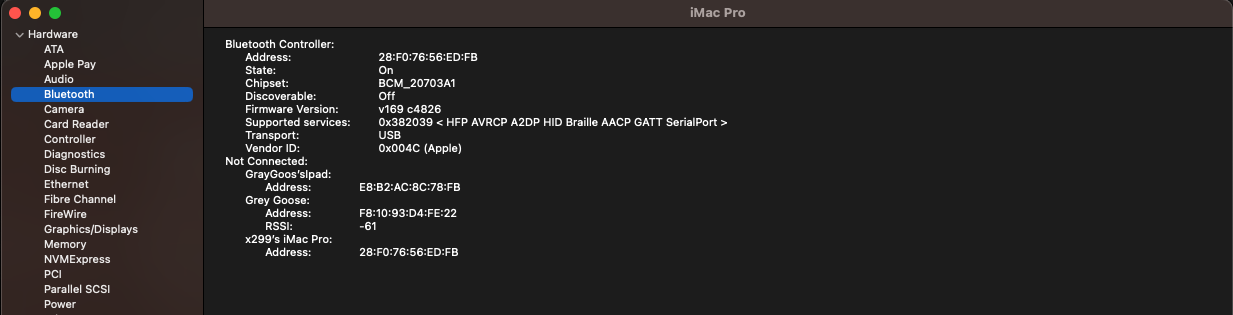 iMac Pro
Hardware
ATA
Apple Pay
Audio
Bluetooth
Camera
Card Reader
Controller
Diagnostics
Disc Burning
Ethernet
Fibre Channel
FireWire
Graphics/Displays
Memory
NVMExpress
PCI
Parallel SCSI
Power
Bluetooth Controller:
Address: 28:F0:76:56:ED:FB
State: On
Chipset: BCM_20703A1
Discoverable: Off
Firmware Version: v169 c4826
Supported services: 0x382039 < HFP AVRCP A2DP HID Braille AACP GATT SerialPort >
Transport: USB
Vendor ID: 0x004C (Apple)
Not Connected:
GrayGoos'sIpad:
Address: E8:B2:AC:8C:78:FB
Grey Goose:
Address: F8:10:93:D4:FE:22
RSSI: -61
x299's iMac Pro:
Address: 28:F0:76:56:ED:FB